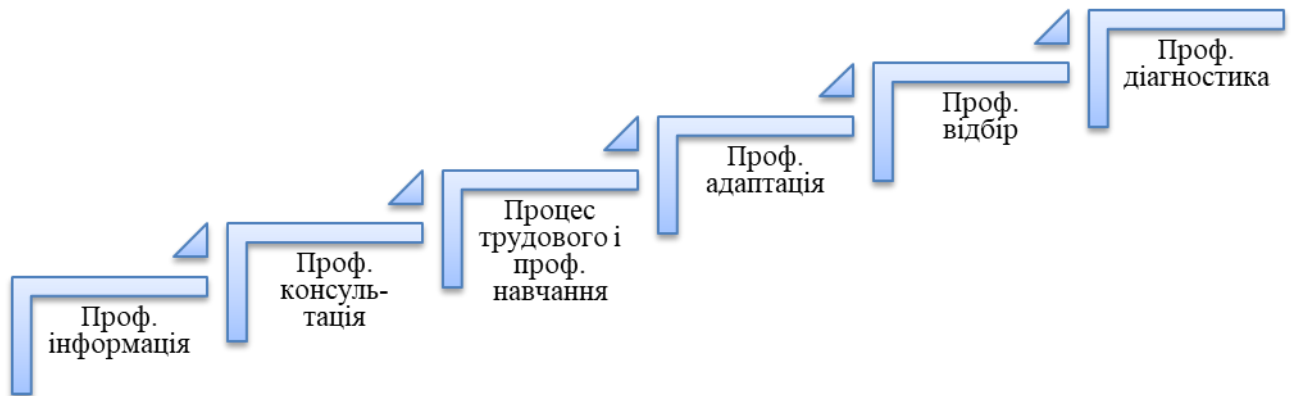 Проф.
інформація
Проф.
консуль-
тація
Процес
трудового і
проф.
навчання
Проф.
адаптація
Проф.
відбір
Проф.
діагностика